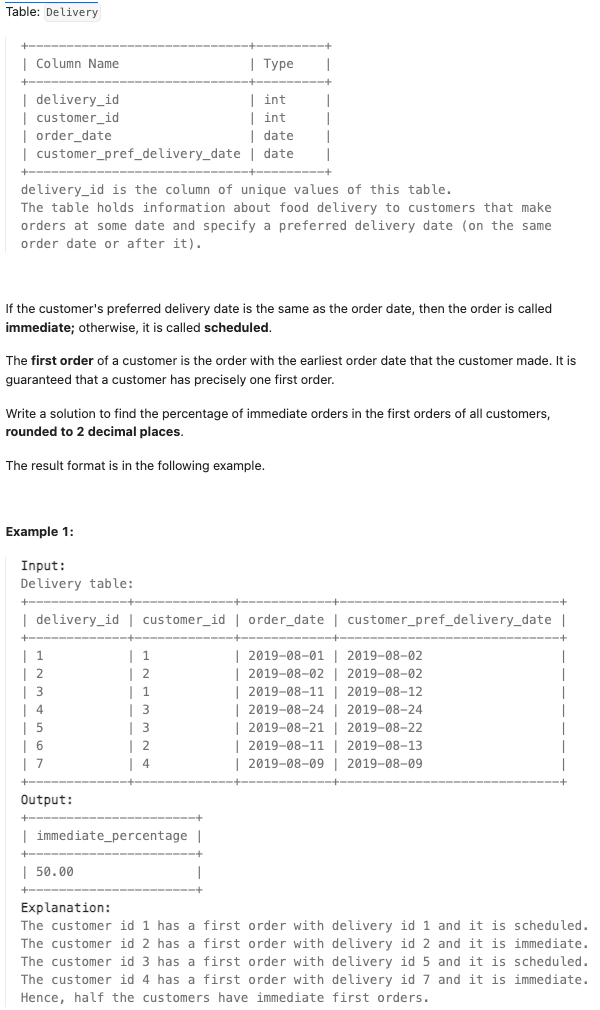 Table: Delivery
+-----------------------------+---------+
| Column Name                 | Type    |
+-----------------------------+---------+
| delivery_id                 | int     |
| customer_id                 | int     |
| order_date                  | date    |
| customer_pref_delivery_date | date    |
+-----------------------------+---------+
delivery_id is the column of unique values of this table.
The table holds information about food delivery to customers that make
orders at some date and specify a preferred delivery date (on the same
order date or after it).
If the customer's preferred delivery date is the same as the order date, then the order is called
immediate; otherwise, it is called scheduled.
The first order of a customer is the order with the earliest order date that the customer made. It is
guaranteed that a customer has precisely one first order.
Write a solution to find the percentage of immediate orders in the first orders of all customers,
rounded to 2 decimal places.
The result format is in the following example.
Example 1:
Input:
Delivery table:
+-------------+-------------+------------+-----------------------------+
| delivery_id | customer_id | order_date | customer_pref_delivery_date |
+-------------+-------------+------------+-----------------------------+
| 1           | 1           | 2019-08-01 | 2019-08-02                  |
| 2           | 2           | 2019-08-02 | 2019-08-02                  |
| 3           | 1           | 2019-08-11 | 2019-08-12                  |
| 4           | 3           | 2019-08-24 | 2019-08-24                  |
| 5           | 3           | 2019-08-21 | 2019-08-22                  |
| 6           | 2           | 2019-08-11 | 2019-08-13                  |
| 7           | 4           | 2019-08-09 | 2019-08-09                  |
+-------------+-------------+------------+-----------------------------+
Output:
+----------------------+
| immediate_percentage |
+----------------------+
| 50.00                |
+----------------------+
Explanation:
The customer id 1 has a first order with delivery id 1 and it is scheduled.
The customer id 2 has a first order with delivery id 2 and it is immediate.
The customer id 3 has a first order with delivery id 5 and it is scheduled.
The customer id 4 has a first order with delivery id 7 and it is immediate.
Hence, half the customers have immediate first orders.